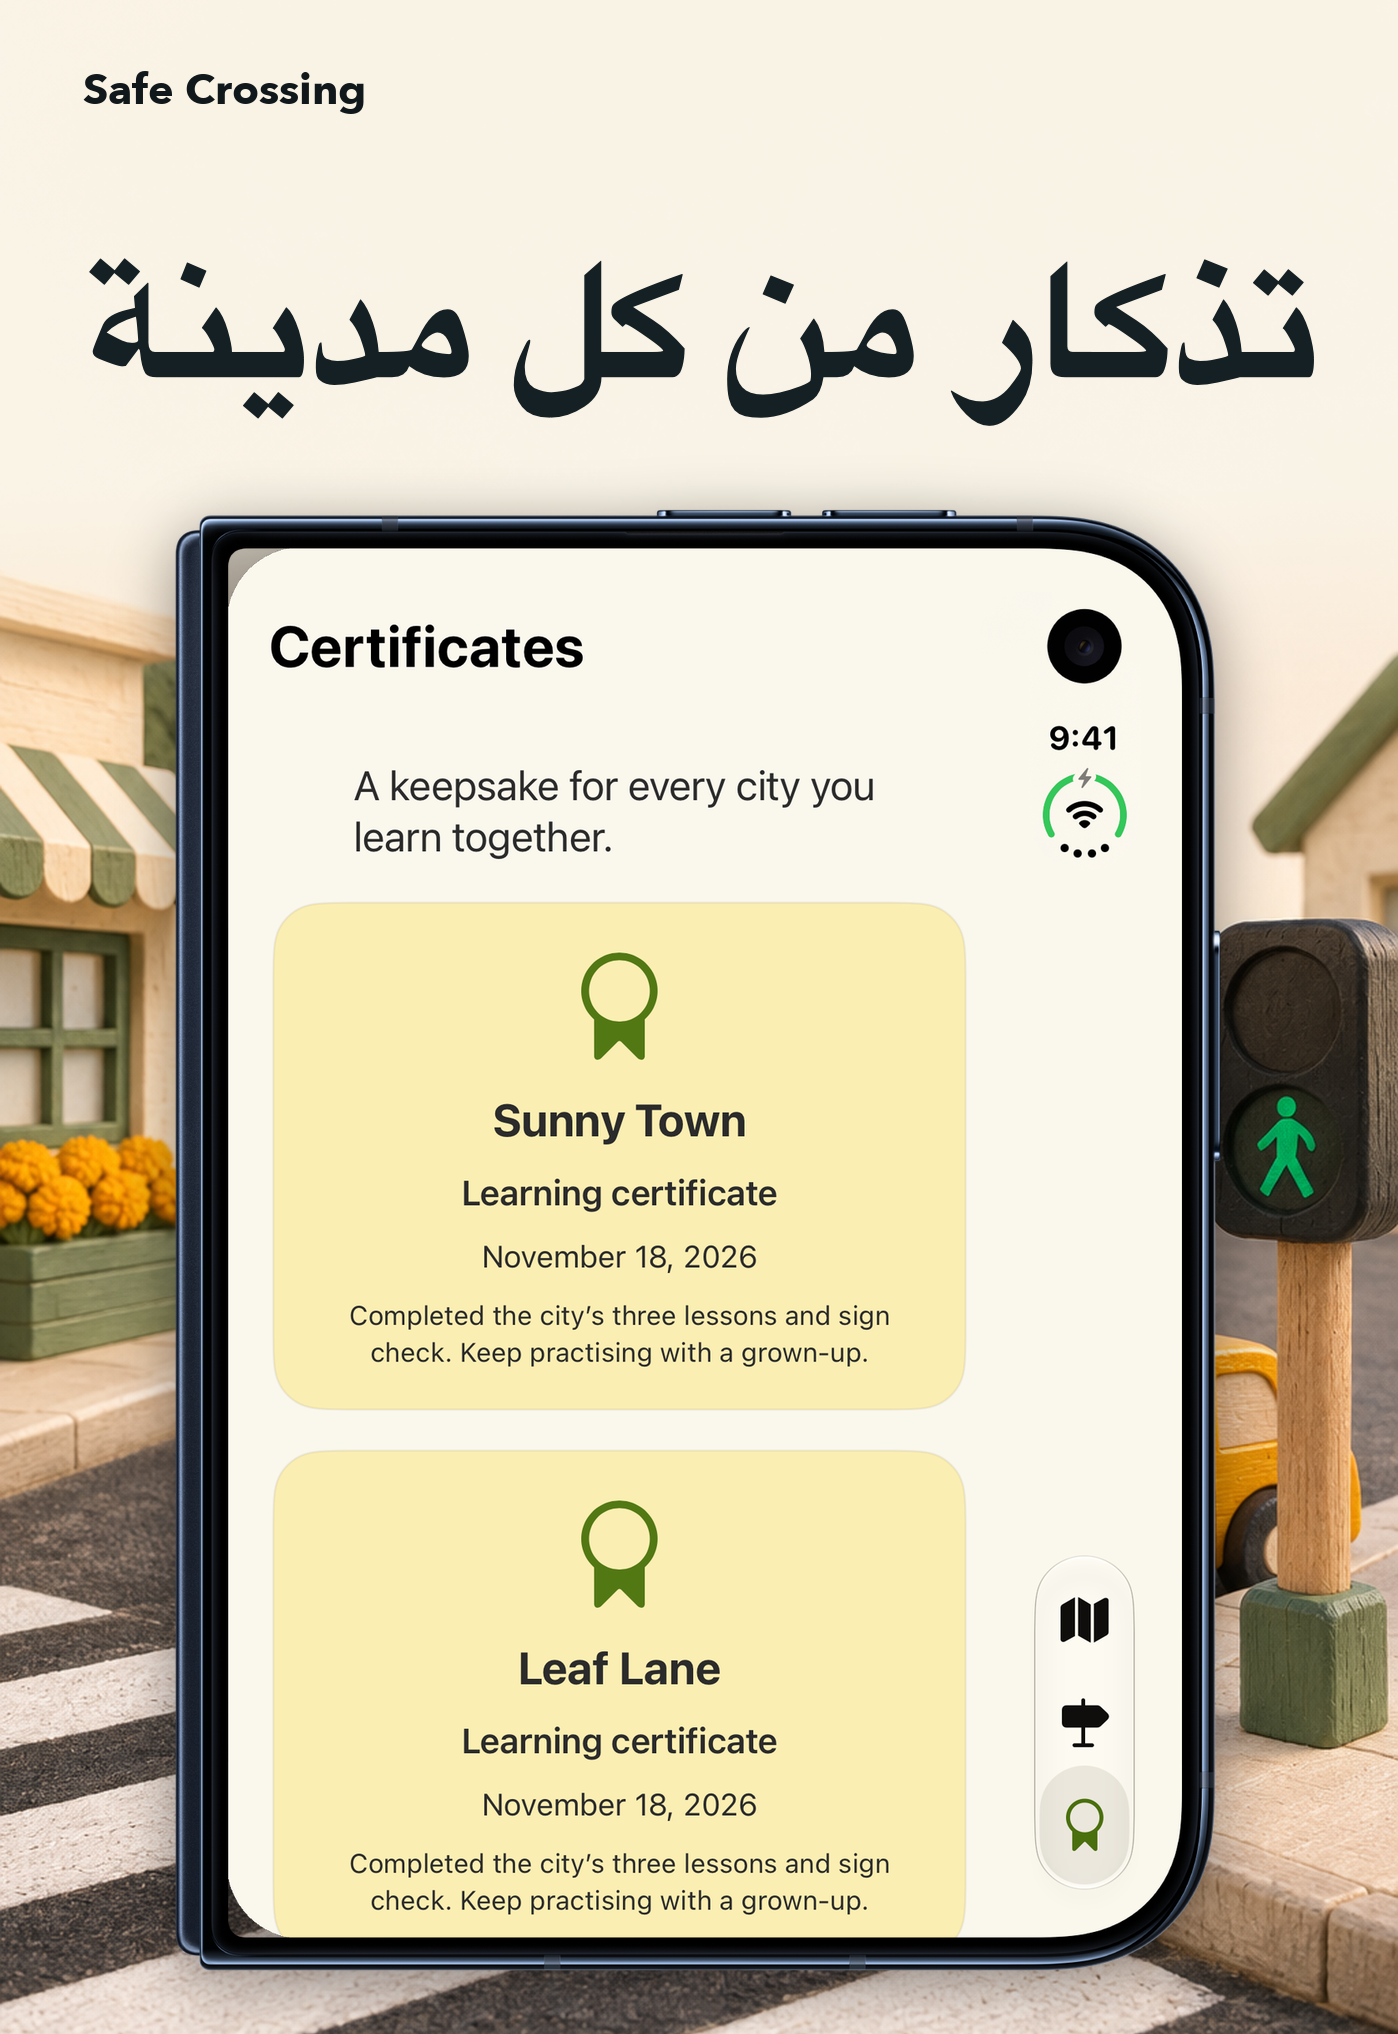 Safe Crossing
تذكار من كل مدينة
Certificates
9:41
A keepsake for every city you
learn together.
Sunny Town
Learning certificate
November 18, 2026
Completed the city’s three lessons and sign
check. Keep practising with a grown-up.
Leaf Lane
Learning certificate
November 18, 2026
Completed the city’s three lessons and sign
check. Keep practising with a grown-up.